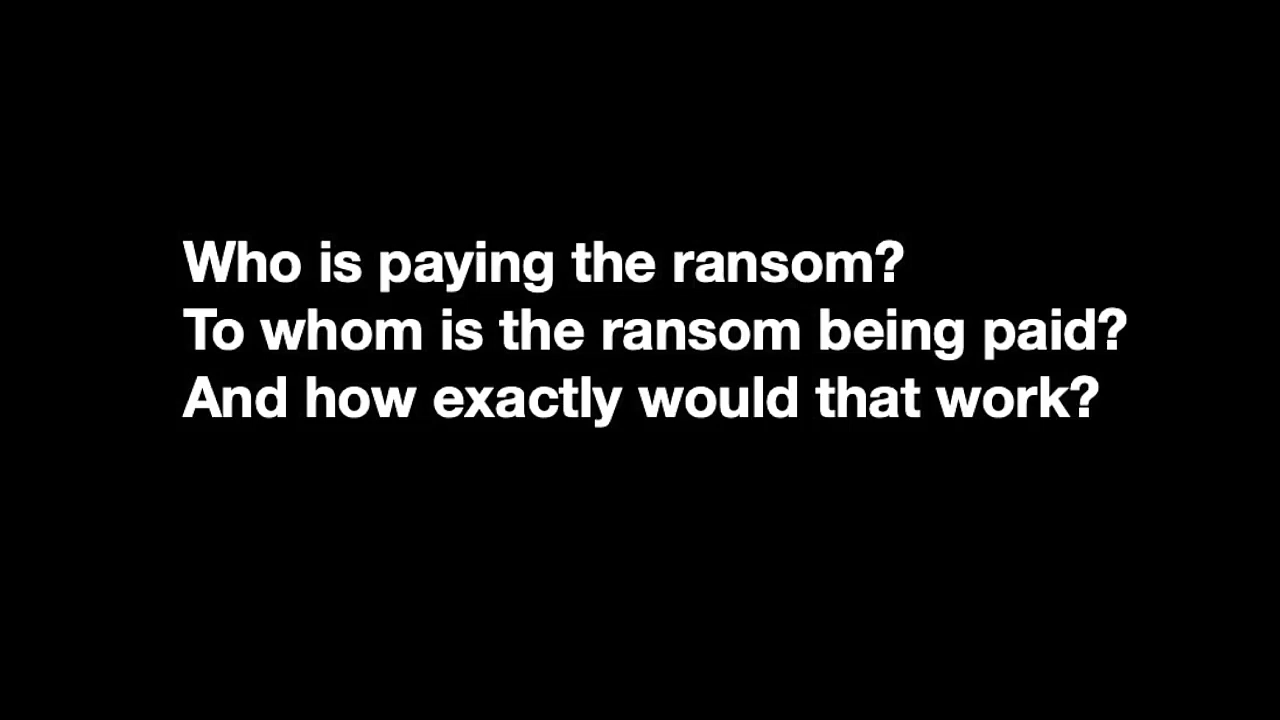 Who is paying the ransom?
To whom is the ransom being paid?
And how exactly would that work?